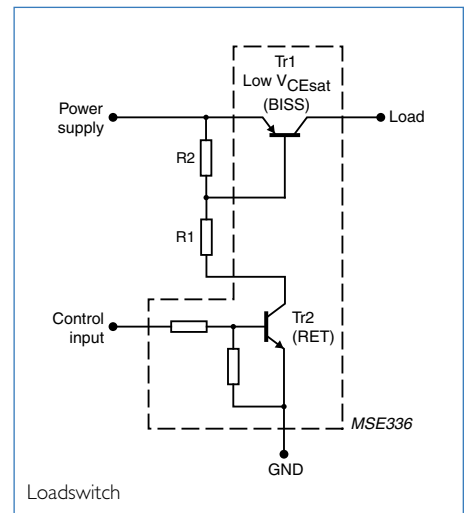 Tr1
Low VCEsat
(BISS)
Power
supply
Load
R2
R1
Control
input
Tr2
(RET)
MSE336
GND
Loadswitch